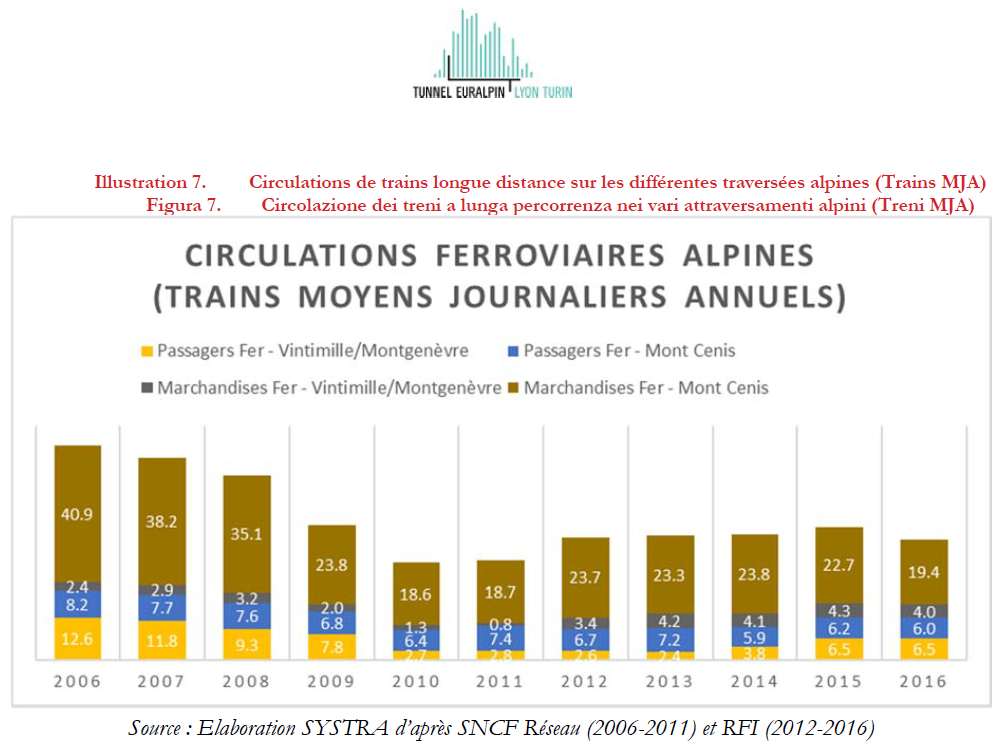 TUNNEL EURALPIN LYON TURIN
Illustration 7. Circulations de trains longue distance sur les différentes traversées alpines (Trains MJA)
Figura 7. Circolazione dei treni a lunga percorrenza nei vari attraversamenti alpini (Treni MJA)
CIRCULATIONS FERROVIAIRES ALPINES
(TRAINS MOYENS JOURNALIERS ANNUELS)
Passagers Fer - Vintimille/Montgenèvre Passagers Fer - Mont Cenis
Marchandises Fer - Vintimille/Montgenèvre Marchandises Fer - Mont Cenis
40.9 38.2 35.1 23.8 18.6 18.7 23.7 23.3 23.8 22.7 19.4
2.4 2.9 3.2 2.0 1.3 0.8 3.4 4.2 4.1 4.3 4.0
8.2 7.7 7.6 6.8 6.4 7.4 6.7 7.2 5.9 6.2 6.0
12.6 11.8 9.3 7.8 2.7 2.8 2.6 2.4 3.8 6.5 6.5
2006 2007 2008 2009 2010 2011 2012 2013 2014 2015 2016
Source : Elaboration SYSTRA d'après SNCF Réseau (2006-2011) et RFI (2012-2016)